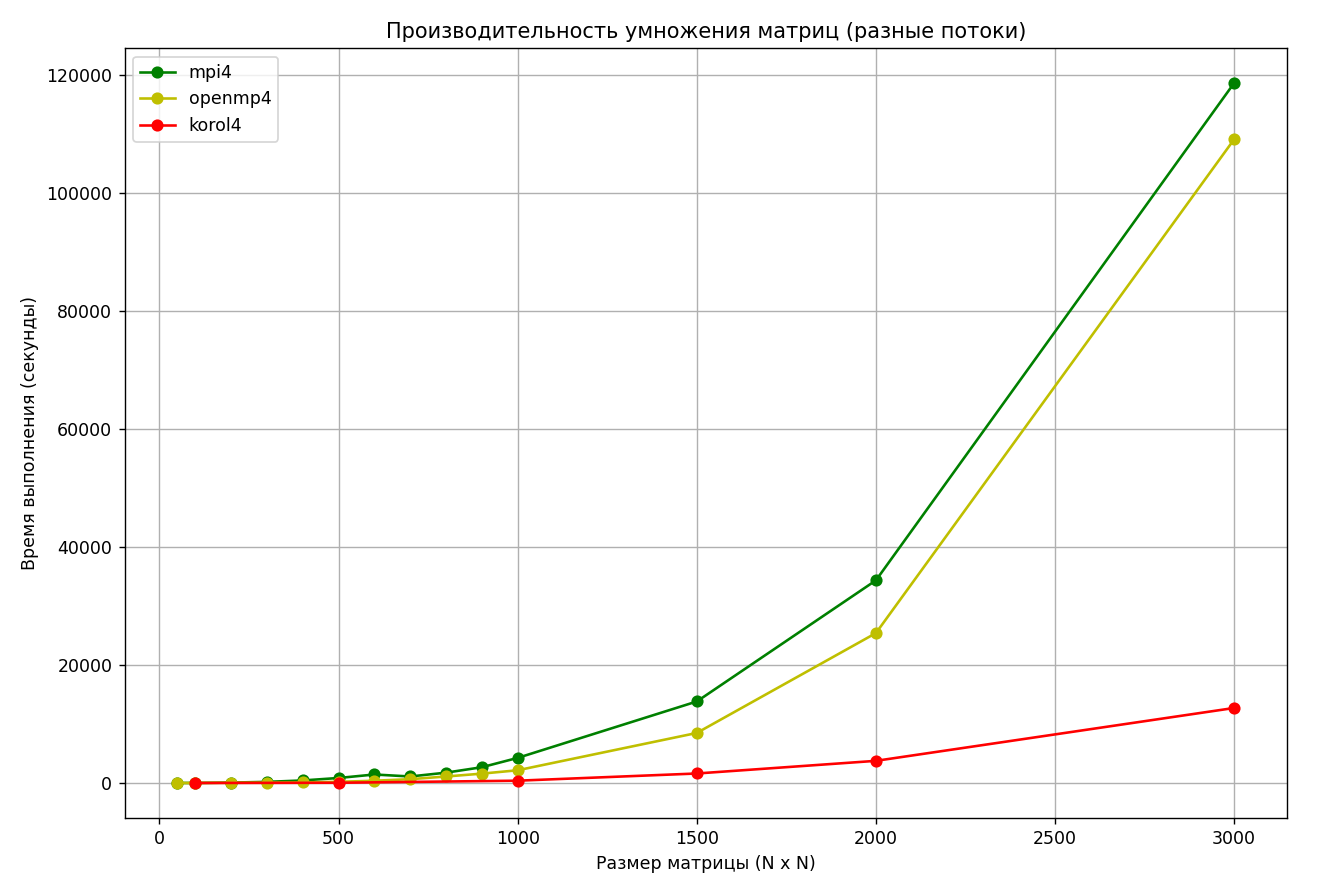 Производительность умножения матриц (разные потоки)
mpi4
openmp4
korol4
120000
100000
80000
60000
40000
20000
0
Время выполнения (секунды)
0 500 1000 1500 2000 2500 3000
Размер матрицы (N x N)